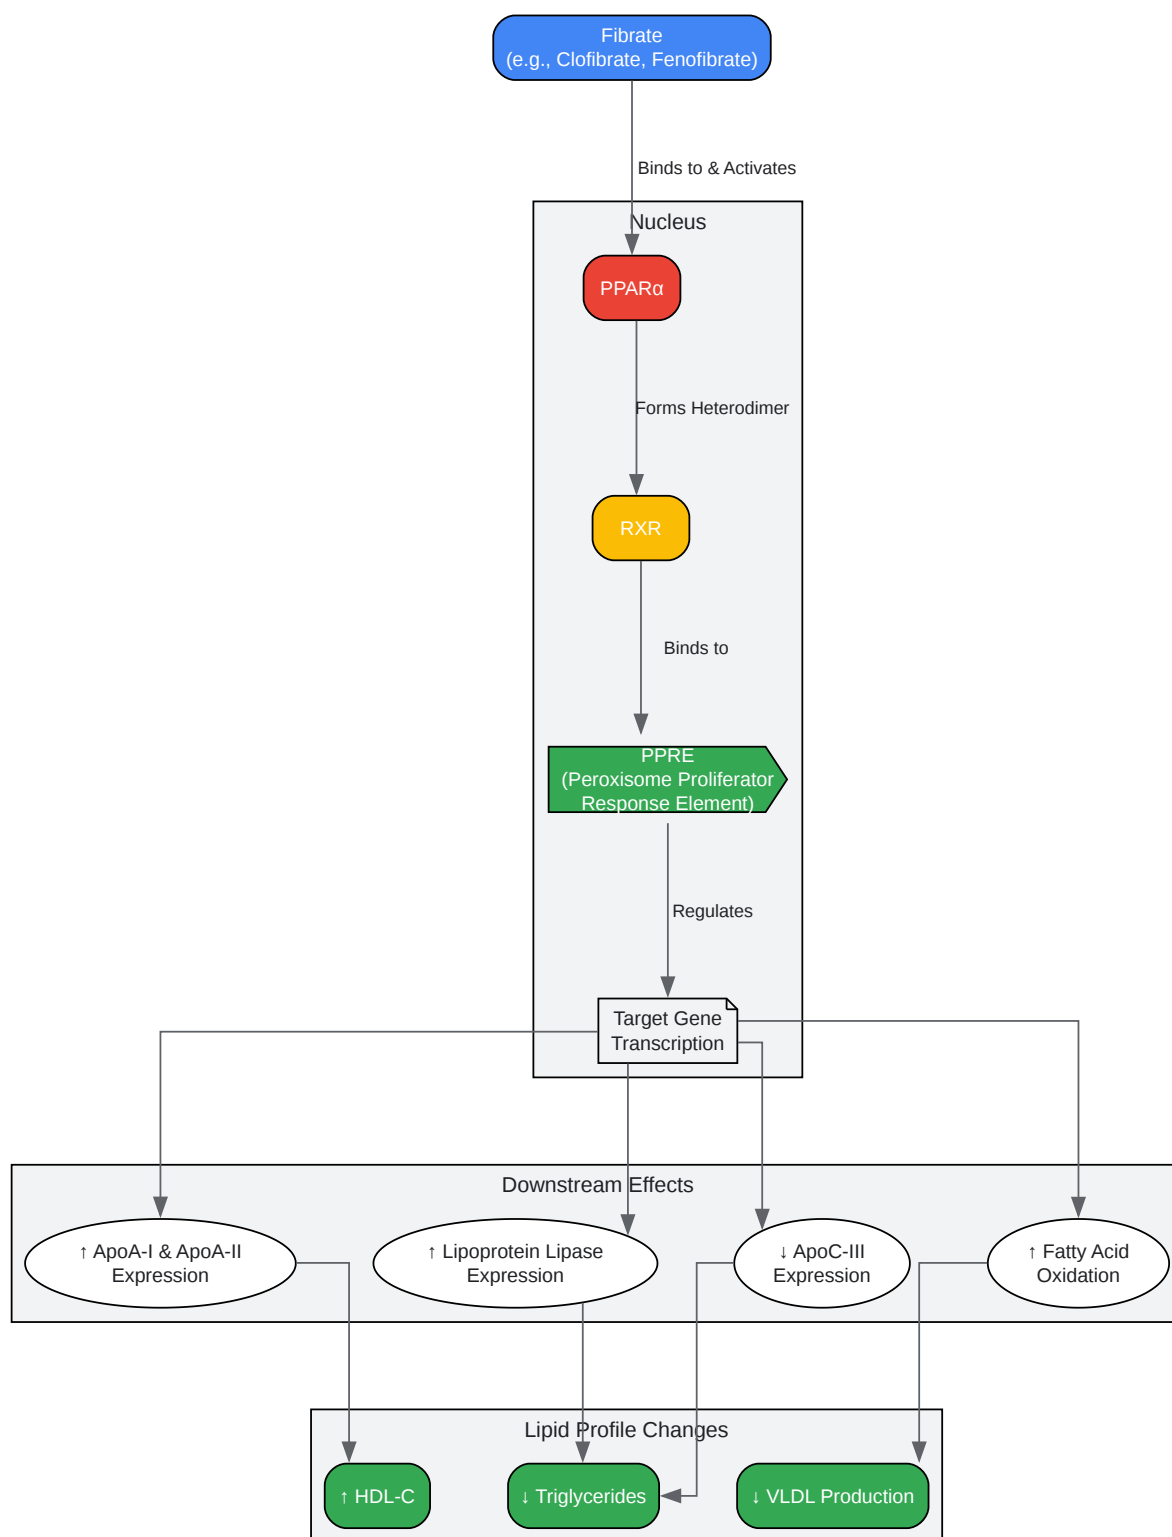 Fibrate
(e.g., Clofibrate, Fenofibrate)
Binds to & Activates
Nucleus
PPARα
Forms Heterodimer
RXR
Binds to
PPRE
(Peroxisome Proliferator
Response Element)
Regulates
Target Gene
Transcription
Downstream Effects
↑ ApoA-I & ApoA-II
Expression
↑ Lipoprotein Lipase
Expression
↓ ApoC-III
Expression
↑ Fatty Acid
Oxidation
Lipid Profile Changes
↑ HDL-C
↓ Triglycerides
↓ VLDL Production